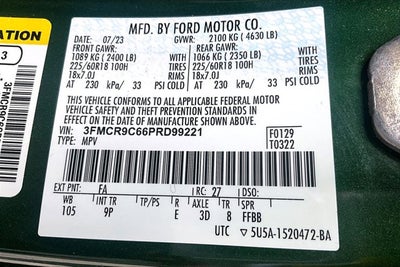 ATION
3
3FMCR9C66
MFD. BY FORD MOTOR CO.
DATE: 07/23 GVWR: 2100 KG ( 4630 LB)
FRONT GAWR: REAR GAWR:
1089 KG ( 2400 LB) 1066 KG ( 2350 LB)
225/60R18 100H TIRES 225/60R18 100H
18x7.0J RIMS 18x7.0J
AT 230 kPa/ 33 PSI COLD AT 230 kPa/ 33 PSI COLD
THIS VEHICLE CONFORMS TO ALL APPLICABLE FEDERAL MOTOR
VEHICLE SAFETY AND THEFT PREVENTION STANDARDS IN
EFFECT ON THE DATE OF MANUFACTURE SHOWN ABOVE.
VIN: 3FMCR9C66PRD99221 F0129
TYPE: MPV T0322
EXT PNT: FA RC: 27 DSO:
WB INT TR TP/PS R AXLE TR SPR
105 9P E 3D 8 FFBB
UTC ▽ 5U5A-1520472-BA